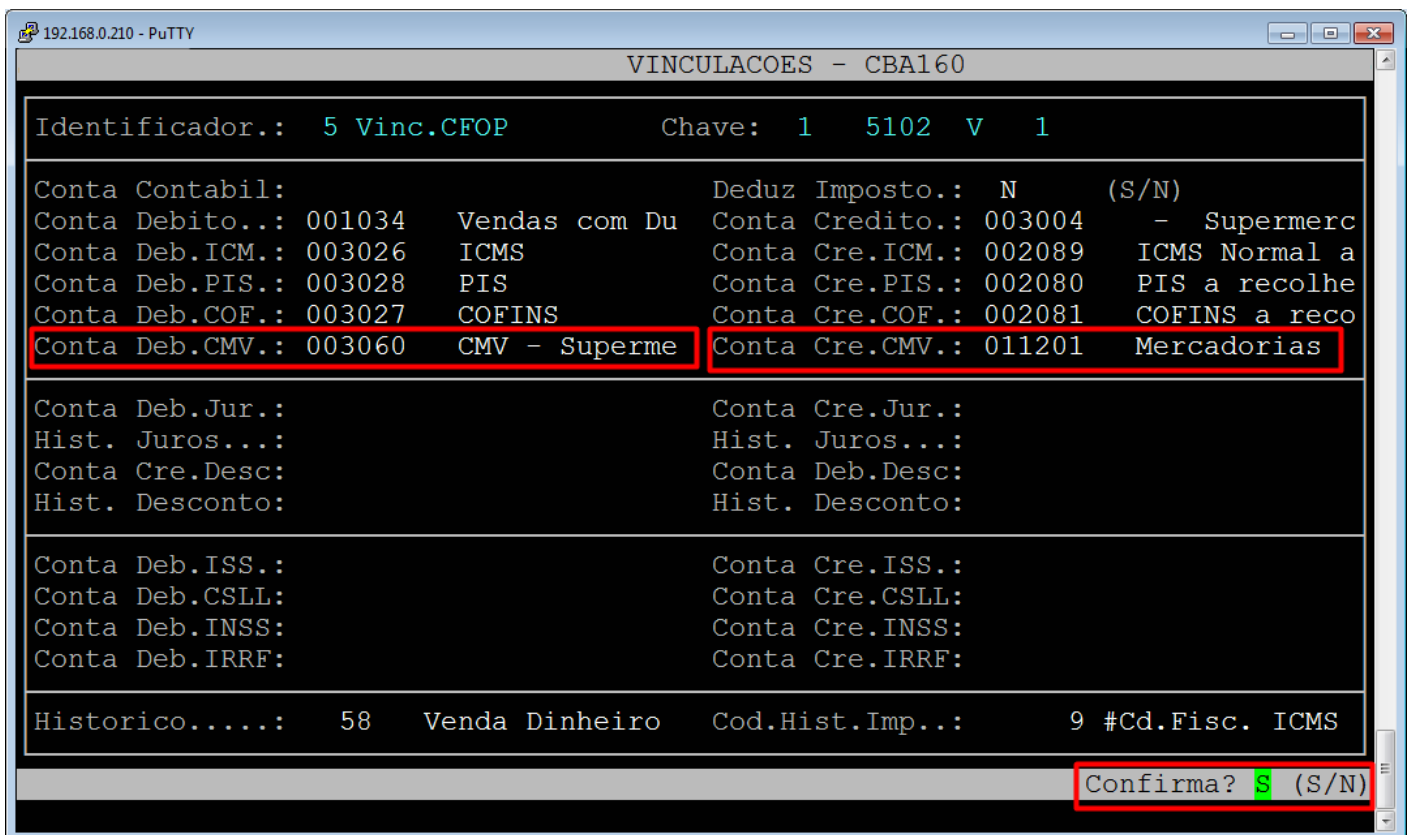 192.168.0.210 - PuTTY
VINCULACOES - CBA160
Identificador.: 5 Vinc.CFOP Chave: 1 5102 V 1
Conta Contabil: Deduz Imposto.: N (S/N)
Conta Debito..: 001034 Vendas com Du Conta Credito.: 003004 - Supermerc
Conta Deb.ICM.: 003026 ICMS Conta Cre.ICM.: 002089 ICMS Normal a
Conta Deb.PIS.: 003028 PIS Conta Cre.PIS.: 002080 PIS a recolhe
Conta Deb.COF.: 003027 COFINS Conta Cre.COF.: 002081 COFINS a reco
Conta Deb.CMV.: 003060 CMV - Superme Conta Cre.CMV.: 011201 Mercadorias
Conta Deb.Jur.: Conta Cre.Jur.:
Hist. Juros...: Hist. Juros...:
Conta Cre.Desc: Conta Deb.Desc:
Hist. Desconto: Hist. Desconto:
Conta Deb.ISS.: Conta Cre.ISS.:
Conta Deb.CSLL: Conta Cre.CSLL:
Conta Deb.INSS: Conta Cre.INSS:
Conta Deb.IRRF: Conta Cre.IRRF:
Historico.....: 58 Venda Dinheiro Cod.Hist.Imp..: 9 #Cd.Fisc. ICMS
Confirma? S (S/N)